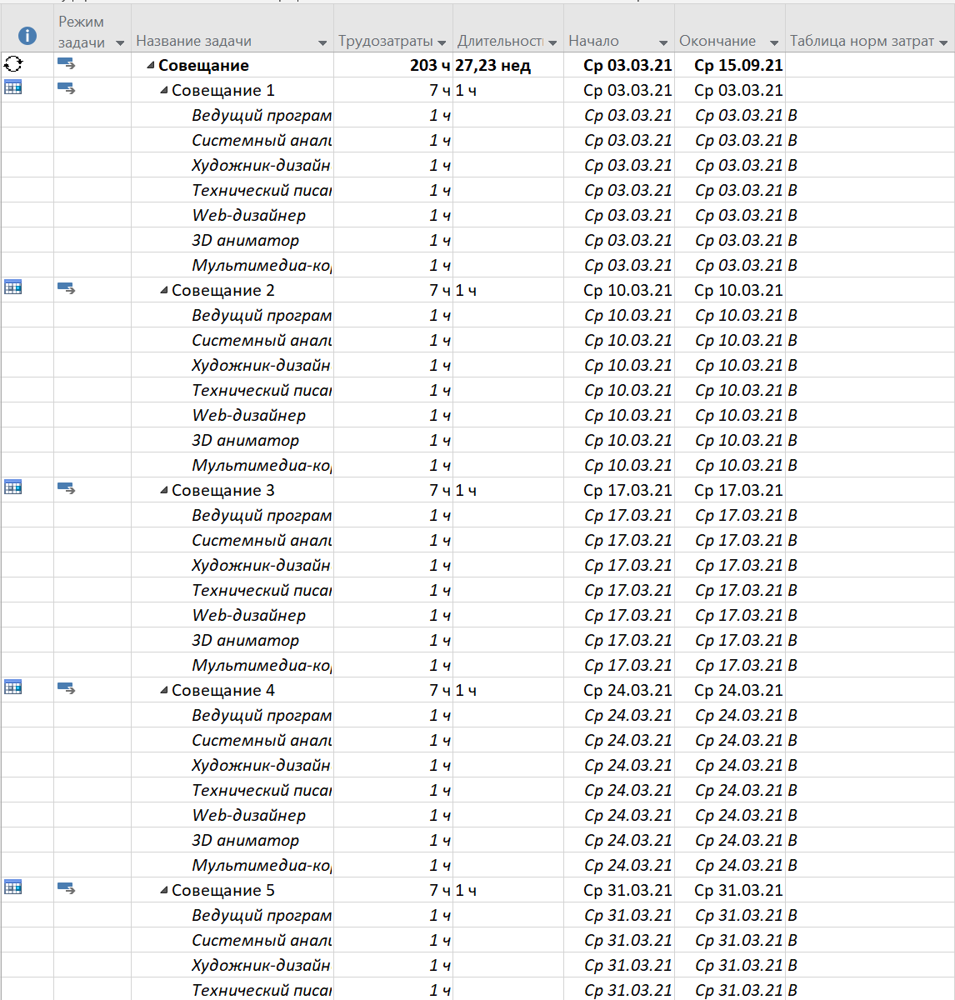 Режим задачи Название задачи Трудозатраты Длительност Начало Окончание Таблица норм затрат
Совещание 203 ч 27,23 нед Ср 03.03.21 Ср 15.09.21
Совещание 1 7 ч 1 ч Ср 03.03.21 Ср 03.03.21
Ведущий програм 1 ч Ср 03.03.21 Ср 03.03.21 B
Системный анали 1 ч Ср 03.03.21 Ср 03.03.21 B
Художник-дизайн 1 ч Ср 03.03.21 Ср 03.03.21 B
Технический писат 1 ч Ср 03.03.21 Ср 03.03.21 B
Web-дизайнер 1 ч Ср 03.03.21 Ср 03.03.21 B
3D аниматор 1 ч Ср 03.03.21 Ср 03.03.21 B
Мультимедиа-кор 1 ч Ср 03.03.21 Ср 03.03.21 B
Совещание 2 7 ч 1 ч Ср 10.03.21 Ср 10.03.21
Ведущий програм 1 ч Ср 10.03.21 Ср 10.03.21 B
Системный анали 1 ч Ср 10.03.21 Ср 10.03.21 B
Художник-дизайн 1 ч Ср 10.03.21 Ср 10.03.21 B
Технический писат 1 ч Ср 10.03.21 Ср 10.03.21 B
Web-дизайнер 1 ч Ср 10.03.21 Ср 10.03.21 B
3D аниматор 1 ч Ср 10.03.21 Ср 10.03.21 B
Мультимедиа-кор 1 ч Ср 10.03.21 Ср 10.03.21 B
Совещание 3 7 ч 1 ч Ср 17.03.21 Ср 17.03.21
Ведущий програм 1 ч Ср 17.03.21 Ср 17.03.21 B
Системный анали 1 ч Ср 17.03.21 Ср 17.03.21 B
Художник-дизайн 1 ч Ср 17.03.21 Ср 17.03.21 B
Технический писат 1 ч Ср 17.03.21 Ср 17.03.21 B
Web-дизайнер 1 ч Ср 17.03.21 Ср 17.03.21 B
3D аниматор 1 ч Ср 17.03.21 Ср 17.03.21 B
Мультимедиа-кор 1 ч Ср 17.03.21 Ср 17.03.21 B
Совещание 4 7 ч 1 ч Ср 24.03.21 Ср 24.03.21
Ведущий програм 1 ч Ср 24.03.21 Ср 24.03.21 B
Системный анали 1 ч Ср 24.03.21 Ср 24.03.21 B
Художник-дизайн 1 ч Ср 24.03.21 Ср 24.03.21 B
Технический писат 1 ч Ср 24.03.21 Ср 24.03.21 B
Web-дизайнер 1 ч Ср 24.03.21 Ср 24.03.21 B
3D аниматор 1 ч Ср 24.03.21 Ср 24.03.21 B
Мультимедиа-кор 1 ч Ср 24.03.21 Ср 24.03.21 B
Совещание 5 7 ч 1 ч Ср 31.03.21 Ср 31.03.21
Ведущий програм 1 ч Ср 31.03.21 Ср 31.03.21 B
Системный анали 1 ч Ср 31.03.21 Ср 31.03.21 B
Художник-дизайн 1 ч Ср 31.03.21 Ср 31.03.21 B
Технический писат 1 ч Ср 31.03.21 Ср 31.03.21 B